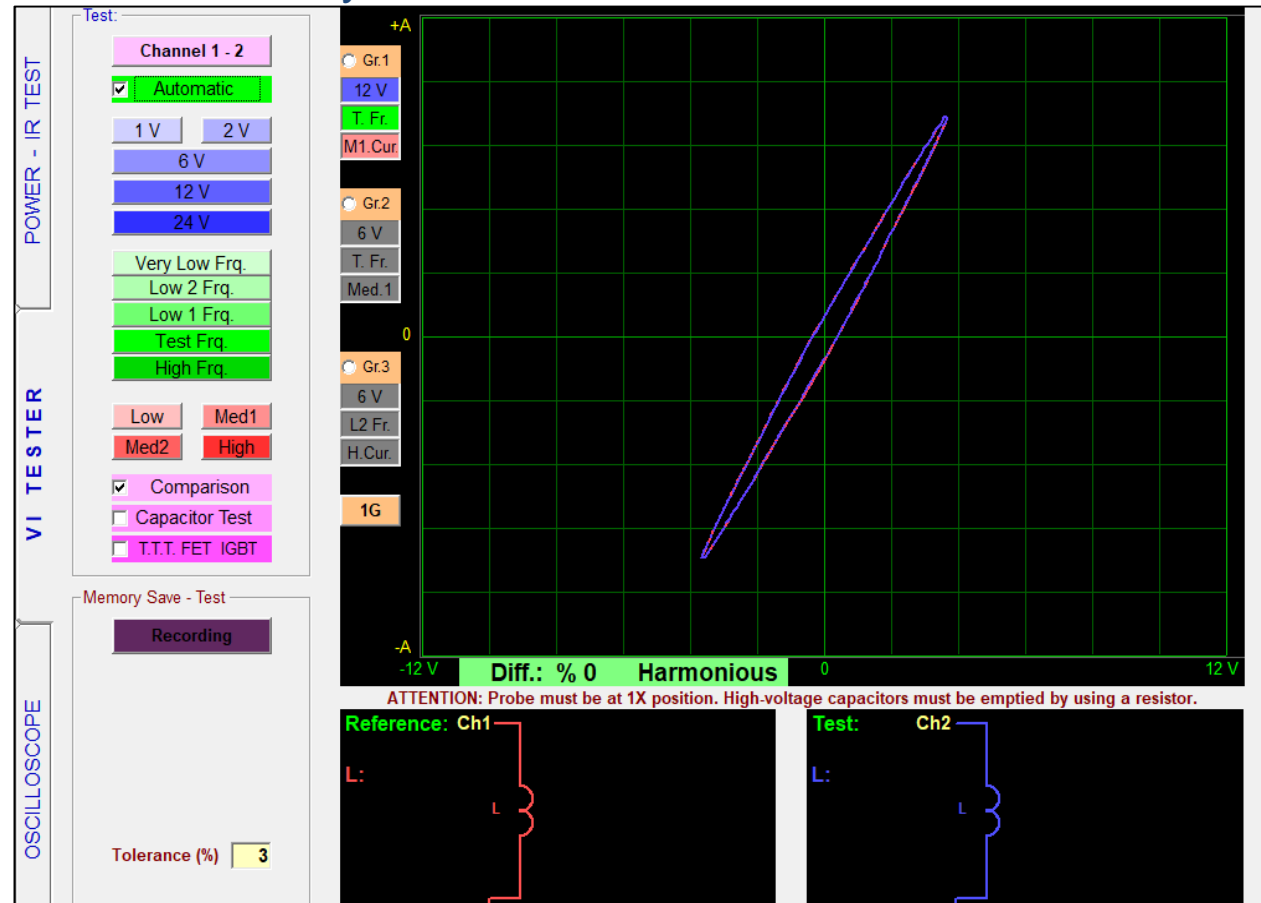 Test:
Channel 1 - 2
Automatic
1 V
2 V
6 V
12 V
24 V
Very Low Frq.
Low 2 Frq.
Low 1 Frq.
Test Frq.
High Frq.
Low
Med1
Med2
High
Comparison
Capacitor Test
T.T.T. FET IGBT
Memory Save - Test
Recording
Tolerance (%)
3
POWER - IR TEST
VI TESTER
OSCILLOSCOPE
Gr.1
12 V
T. Fr.
M1.Cur.
Gr.2
6 V
T. Fr.
Med.1
Gr.3
6 V
L2 Fr.
H.Cur.
1G
+A
0
-A
-12 V
Diff.: % 0 Harmonious
0
12 V
ATTENTION: Probe must be at 1X position. High-voltage capacitors must be emptied by using a resistor.
Reference: Ch1
L:
L
Test: Ch2
L:
L